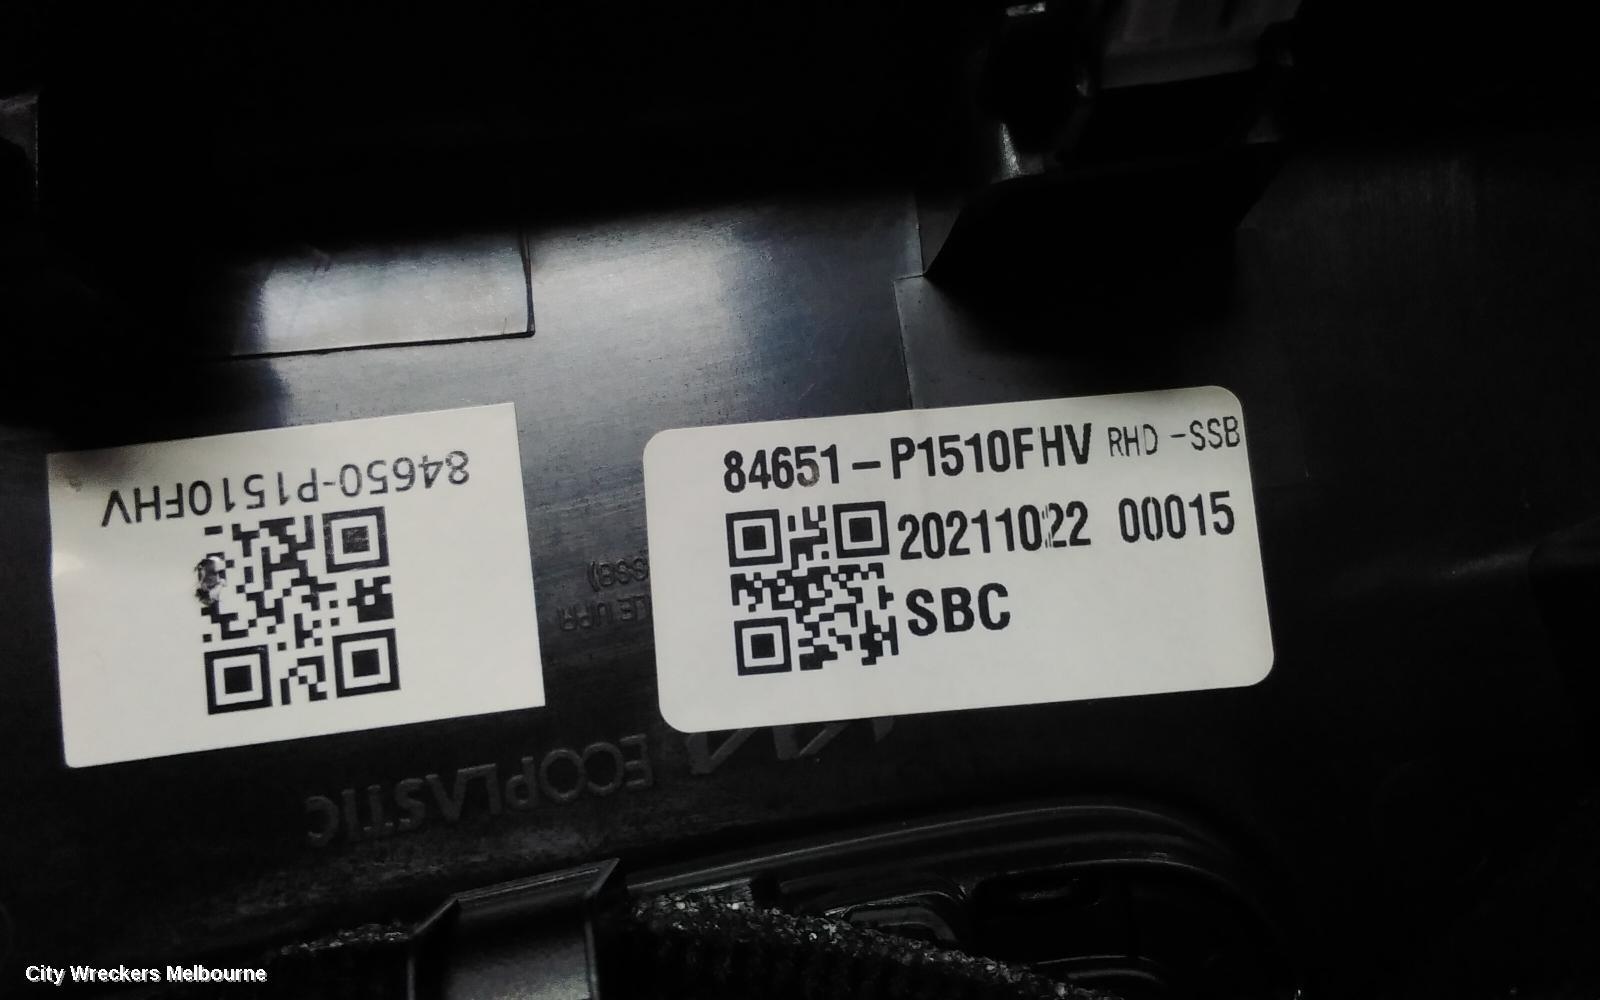 84650-P1510FHV
84651-P1510FHV RHD -SSB
20211022 00015
SBC
ECOPLASTIC
City Wreckers Melbourne